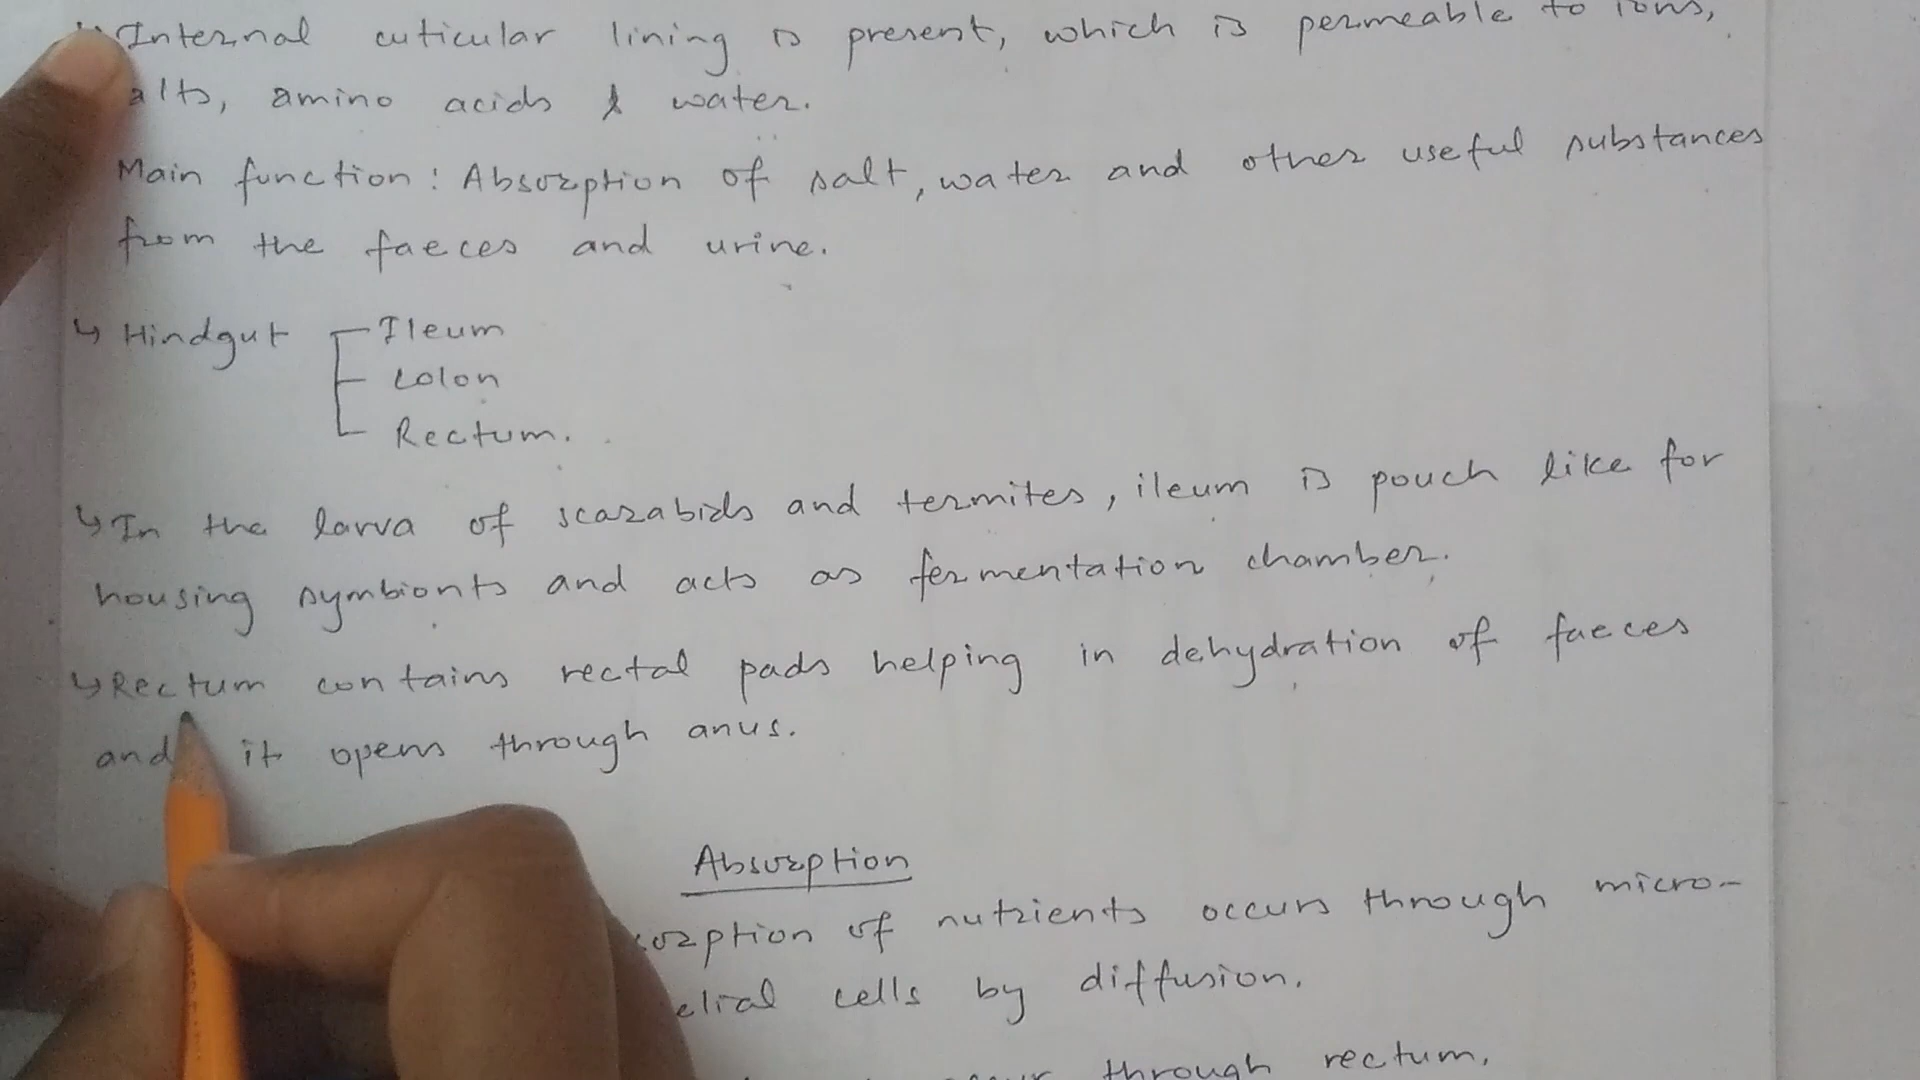 Internal cuticular lining is present, which is permeable to ions,
alts, amino acids & water.
Main function: Absorption of salt, water and other useful substances
from the faeces and urine.
↳ Hindgut Ileum
Colon
Rectum.
↳ In the larva of scarabids and termites, ileum is pouch like for
housing symbionts and acts as fermentation chamber.
↳ Rectum contains rectal pads helping in dehydration of faeces
and it opens through anus.
Absorption
orption of nutrients occurs through micro-
elial cells by diffusion.
through rectum.